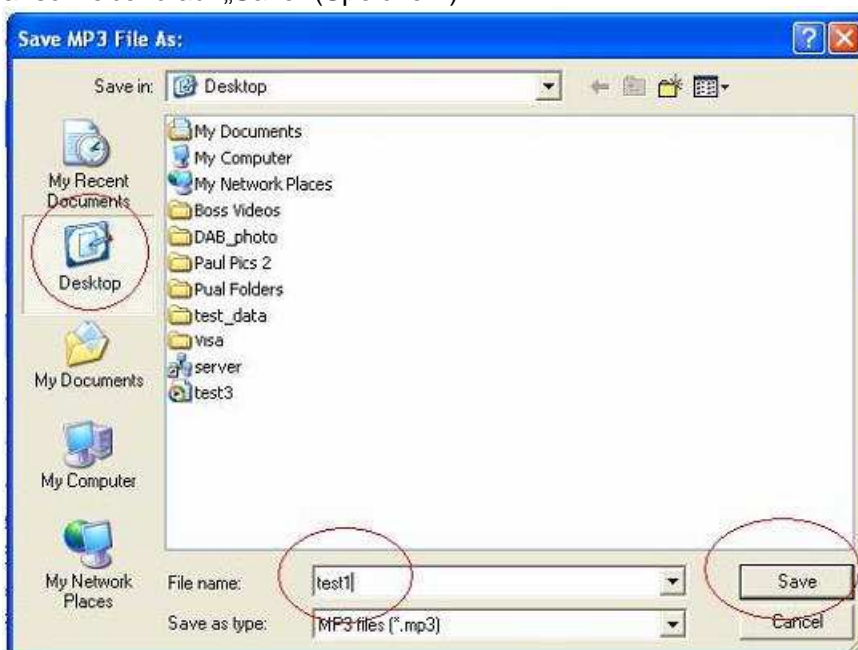 „Save“
Save MP3 File As:
Save in: Desktop
My Recent
Documents
Desktop
My Documents
My Computer
My Network
Places
My Documents
My Computer
My Network Places
Boss Videos
DAB_photo
Paul Pics 2
Pual Folders
test_data
visa
server
test3
File name: test1
Save
Save as type: MP3 files (*.mp3)
Cancel